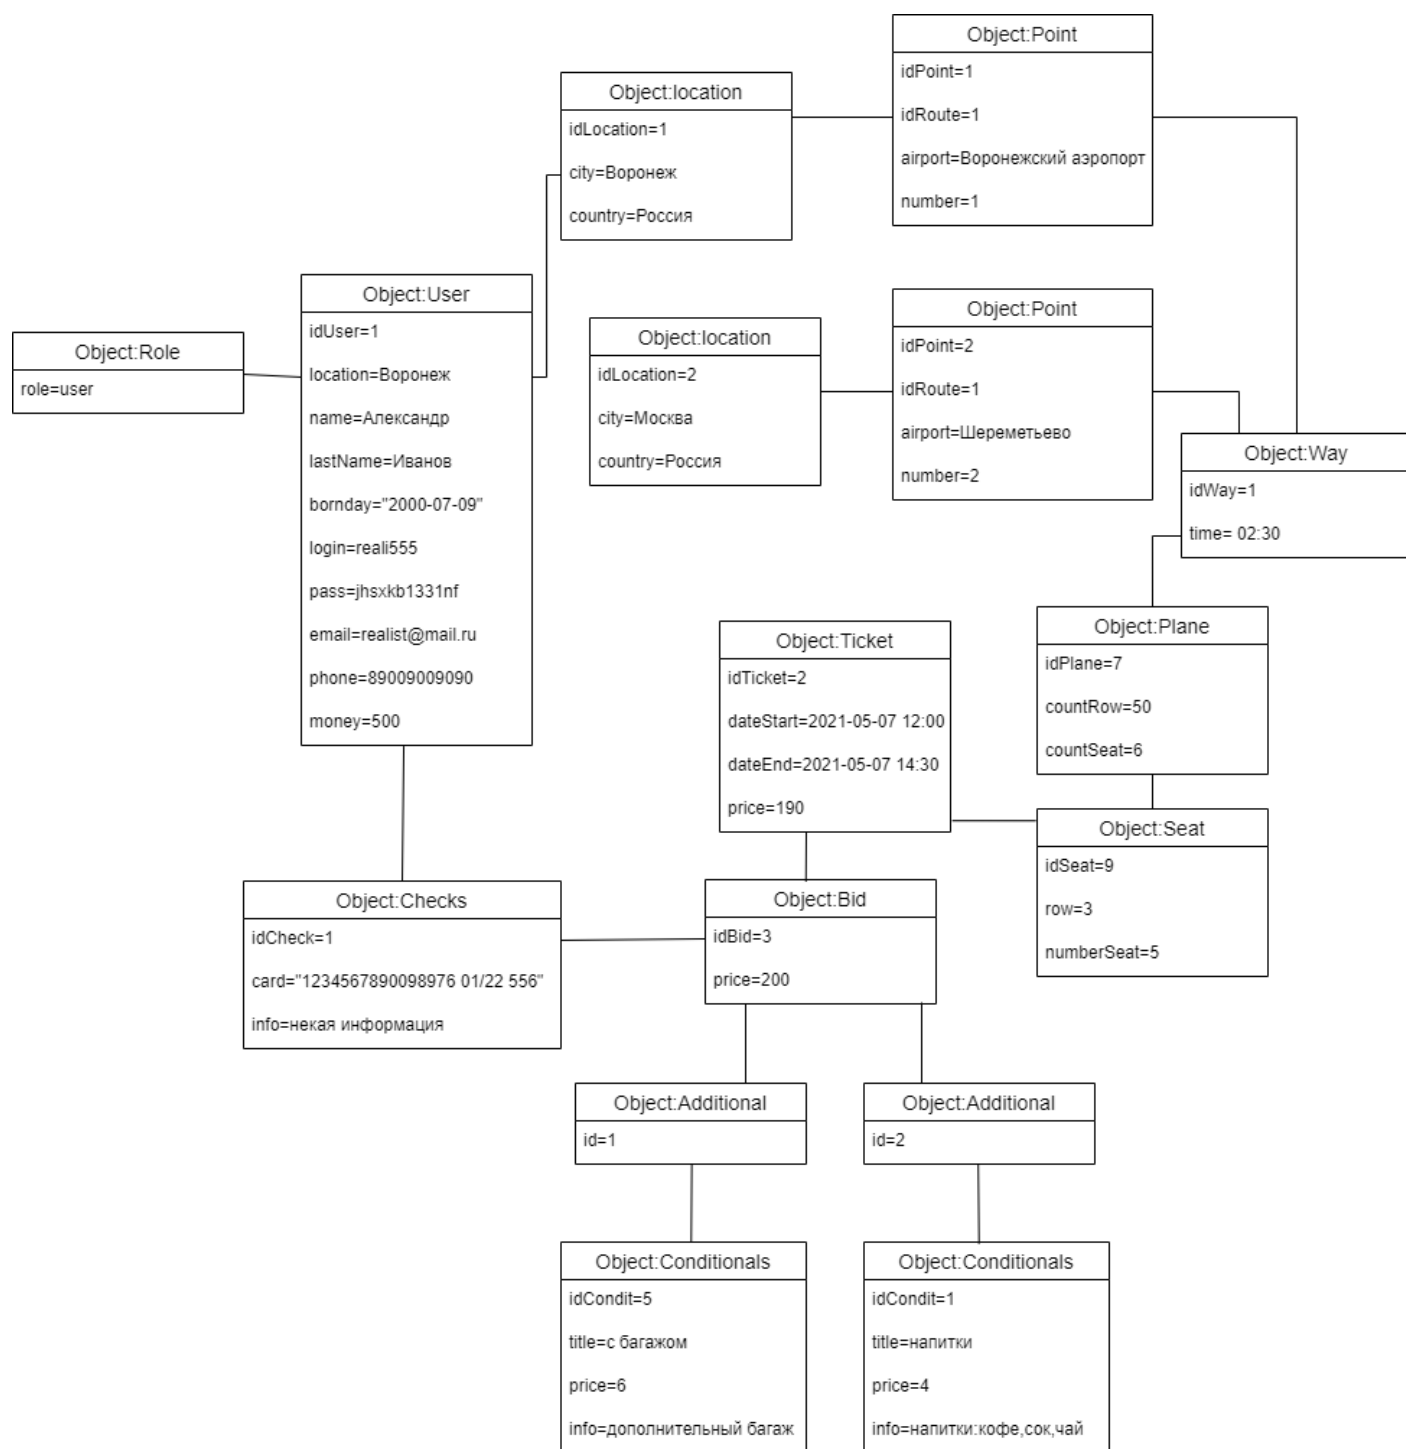 Object:Point
idPoint=1
idRoute=1
airport=Воронежский аэропорт
number=1
Object:location
idLocation=1
city=Воронеж
country=Россия
Object:User
idUser=1
location=Воронеж
name=Александр
lastName=Иванов
bornday="2000-07-09"
login=reali555
pass=jhsxkb1331nf
email=realist@mail.ru
phone=89009009090
money=500
Object:Role
role=user
Object:location
idLocation=2
city=Москва
country=Россия
Object:Point
idPoint=2
idRoute=1
airport=Шереметьево
number=2
Object:Way
idWay=1
time= 02:30
Object:Plane
idPlane=7
countRow=50
countSeat=6
Object:Ticket
idTicket=2
dateStart=2021-05-07 12:00
dateEnd=2021-05-07 14:30
price=190
Object:Seat
idSeat=9
row=3
numberSeat=5
Object:Checks
idCheck=1
card="1234567890098976 01/22 556"
info=некая информация
Object:Bid
idBid=3
price=200
Object:Additional
id=1
Object:Additional
id=2
Object:Conditionals
idCondit=5
title=с багажом
price=6
info=дополнительный багаж
Object:Conditionals
idCondit=1
title=напитки
price=4
info=напитки:кофе,сок,чай